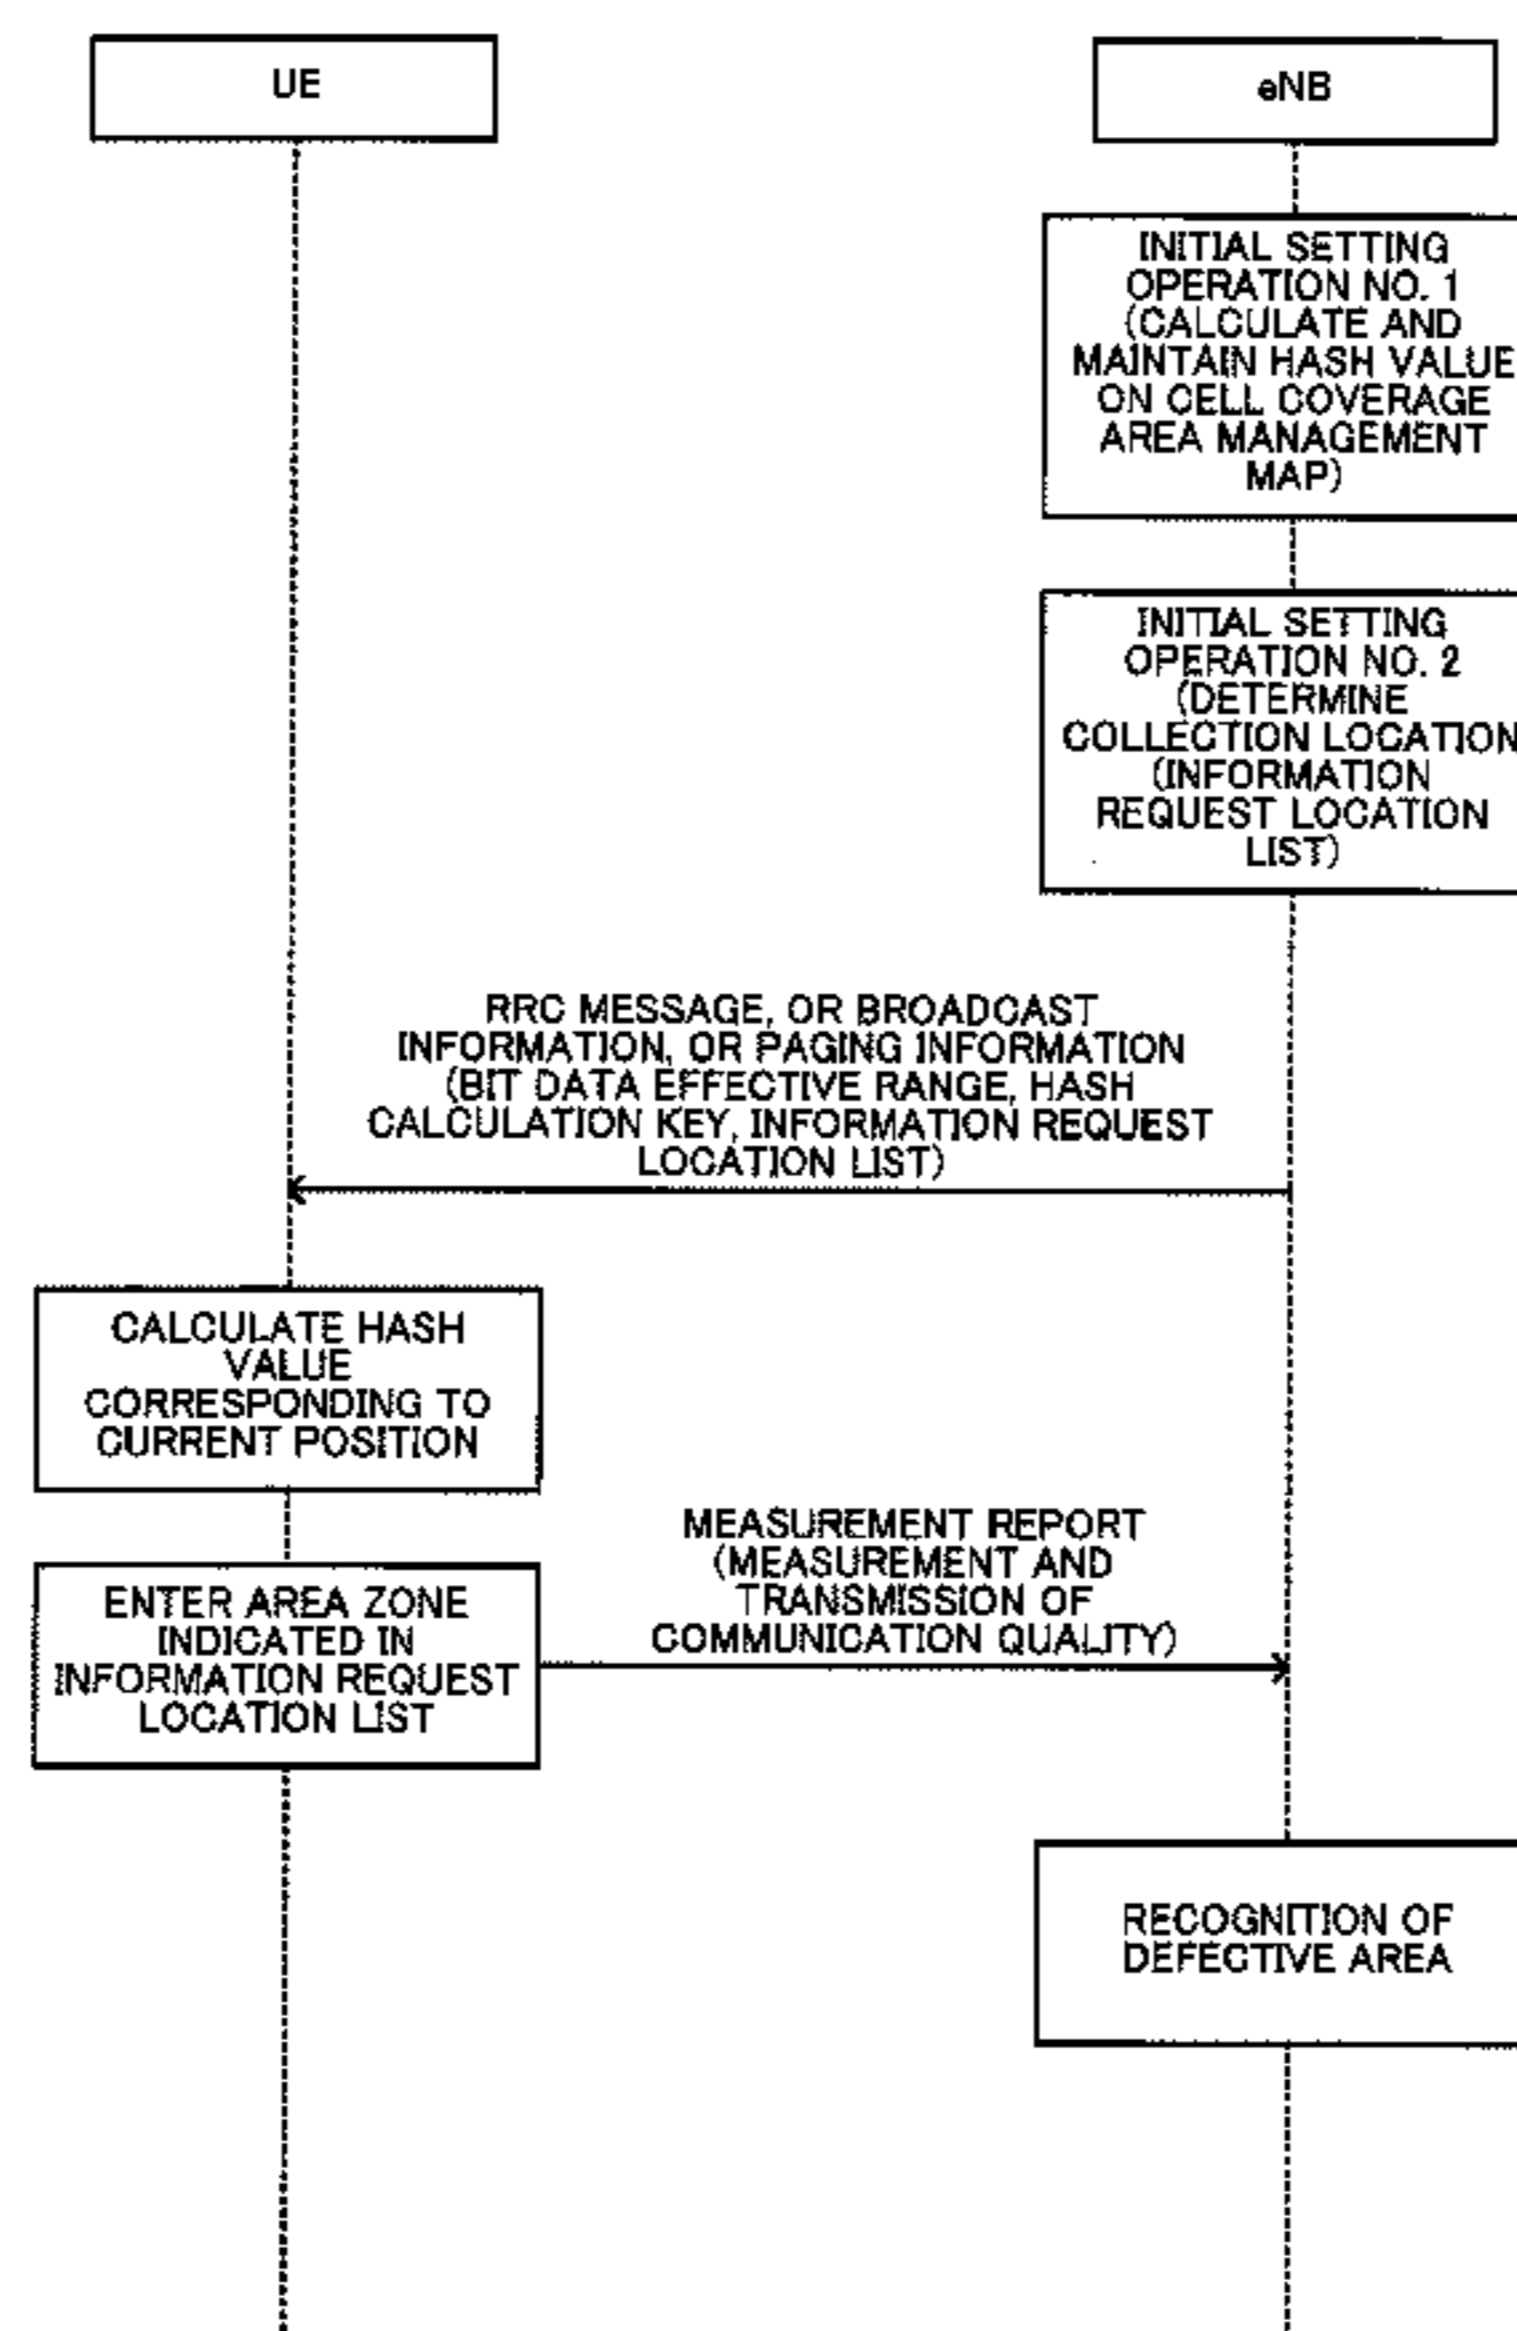 UE
eNB
INITIAL SETTING
OPERATION NO. 1
(CALCULATE AND
MAINTAIN HASH VALUE
ON CELL COVERAGE
AREA MANAGEMENT
MAP)
INITIAL SETTING
OPERATION NO. 2
(DETERMINE
COLLECTION LOCATION
(INFORMATION
REQUEST LOCATION
LIST)
RRC MESSAGE, OR BROADCAST
INFORMATION, OR PAGING INFORMATION
(BIT DATA EFFECTIVE RANGE, HASH
CALCULATION KEY, INFORMATION REQUEST
LOCATION LIST)
CALCULATE HASH
VALUE
CORRESPONDING TO
CURRENT POSITION
MEASUREMENT REPORT
(MEASUREMENT AND
TRANSMISSION OF
COMMUNICATION QUALITY)
ENTER AREA ZONE
INDICATED IN
INFORMATION REQUEST
LOCATION LIST
RECOGNITION OF
DEFECTIVE AREA